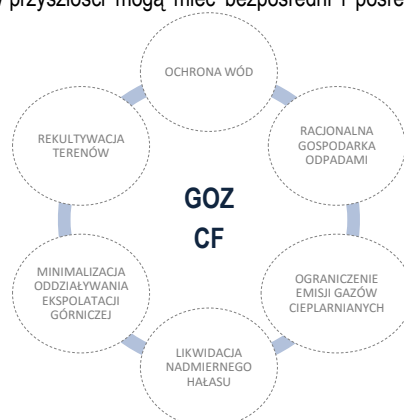 przyszłości mogą mieć bezpośredni i
OCHRONA WÓD
REKULTYWACJA
TERENÓW
RACJONALNA
GOSPODARKA
ODPADAMI
GOZ
CF
MINIMALIZACJA
ODDZIAŁYWANIA
EKSPOLATACJI
GÓRNICZEJ
OGRANICZENIE
EMISJI GAZÓW
CIEPLARNIANYCH
LIKWIDACJA
NADMIERNEGO
HAŁASU